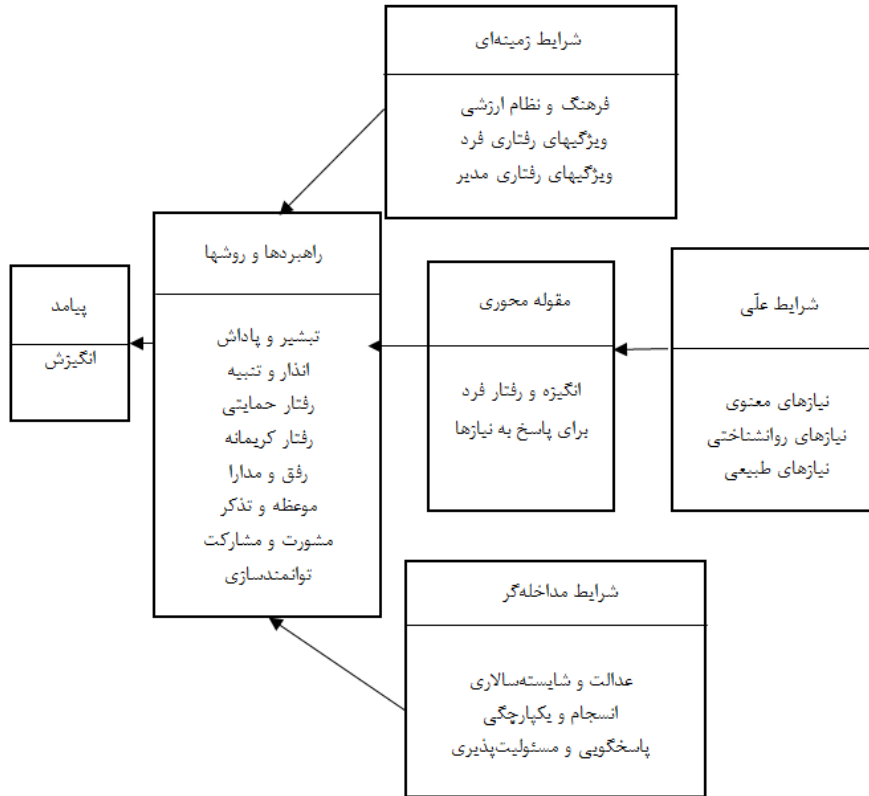 شرایط زمینه‌ای
فرهنگ و نظام ارزشی
ویژگیهای رفتاری فرد
ویژگیهای رفتاری مدیر
شرایط علّی
نیازهای معنوی
نیازهای روانشناختی
نیازهای طبیعی
مقوله محوری
انگیزه و رفتار فرد
برای پاسخ به نیازها
راهبردها و روشها
تبشیر و پاداش
انذار و تنبیه
رفتار حمایتی
رفتار کریمانه
رفق و مدارا
موعظه و تذکر
مشورت و مشارکت
توانمندسازی
پیامد
انگیزش
شرایط مداخله‌گر
عدالت و شایسته‌سالاری
انسجام و یکپارچگی
پاسخگویی و مسئولیت‌پذیری